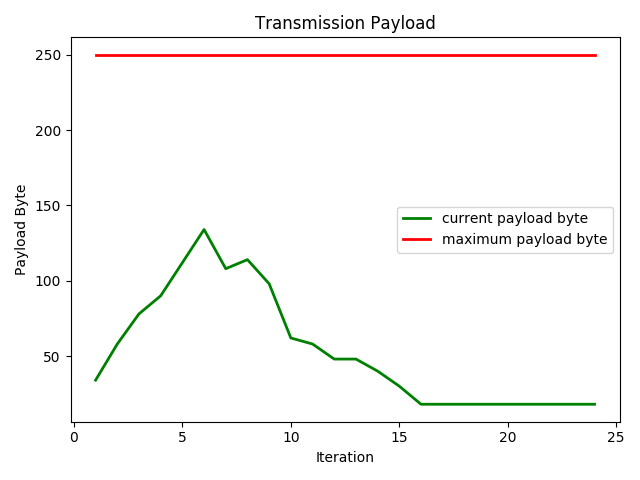 Transmission Payload
Payload Byte
250
200
150
100
50
current payload byte
maximum payload byte
0
5
10
15
20
25
Iteration